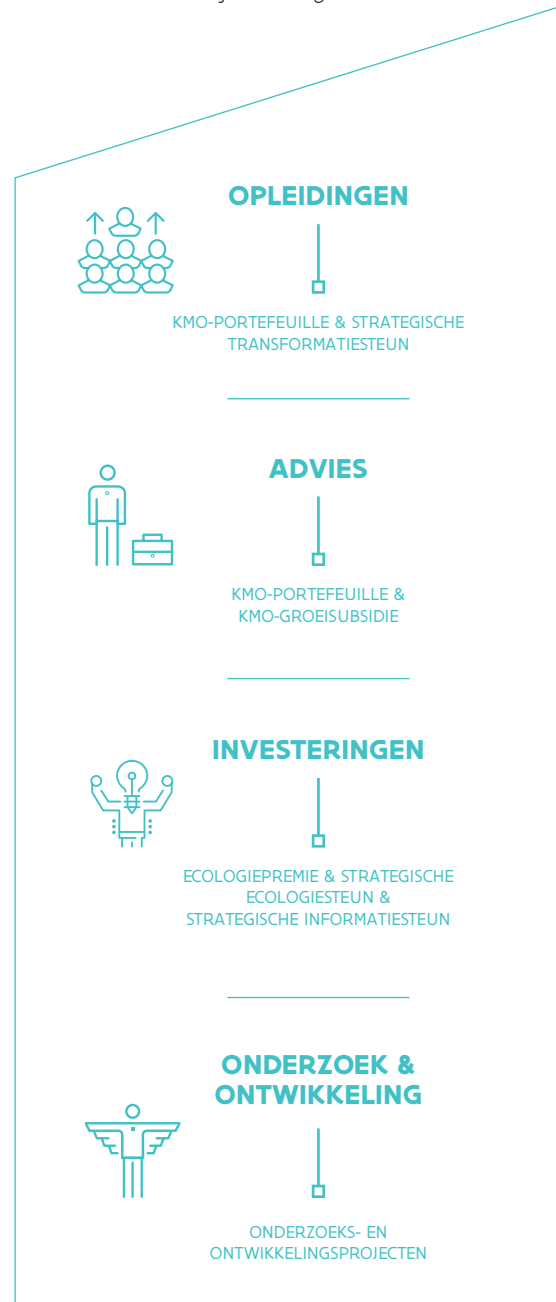 OPLEIDINGEN
KMO-PORTEFEUILLE & STRATEGISCHE
TRANSFORMATIESTEUN
ADVIES
KMO-PORTEFEUILLE &
KMO-GROEISUBSIDIE
INVESTERINGEN
ECOLOGIEPREMIE & STRATEGISCHE
ECOLOGIESTEUN &
STRATEGISCHE INFORMATIESTEUN
ONDERZOEK &
ONTWIKKELING
ONDERZOEKS- EN
ONTWIKKELINGSPROJECTEN